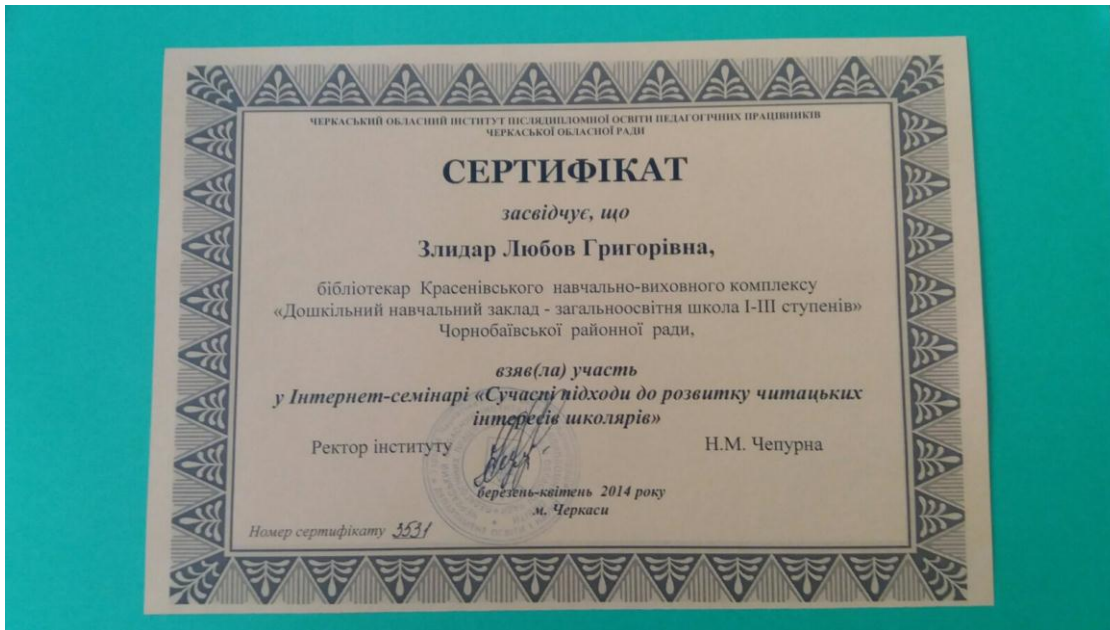 ЧЕРКАСЬКИЙ ОБЛАСНИЙ ІНСТИТУТ ПІСЛЯДИПЛОМНОЇ ОСВІТИ ПЕДАГОГІЧНИХ ПРАЦІВНИКІВ
ЧЕРКАСЬКОЇ ОБЛАСНОЇ РАДИ
СЕРТИФІКАТ
засвідчує, що
Злидар Любов Григорівна,
бібліотекар Красенівського навчально-виховного комплексу
«Дошкільний навчальний заклад - загальноосвітня школа І-ІІІ ступенів»
Чорнобаївської районної ради,
взяв(ла) участь
у Інтернет-семінарі «Сучасні підходи до розвитку читацьких
інтересів школярів»
Ректор інституту Н.М. Чепурна
березень-квітень 2014 року
м. Черкаси
Номер сертифікату 3531